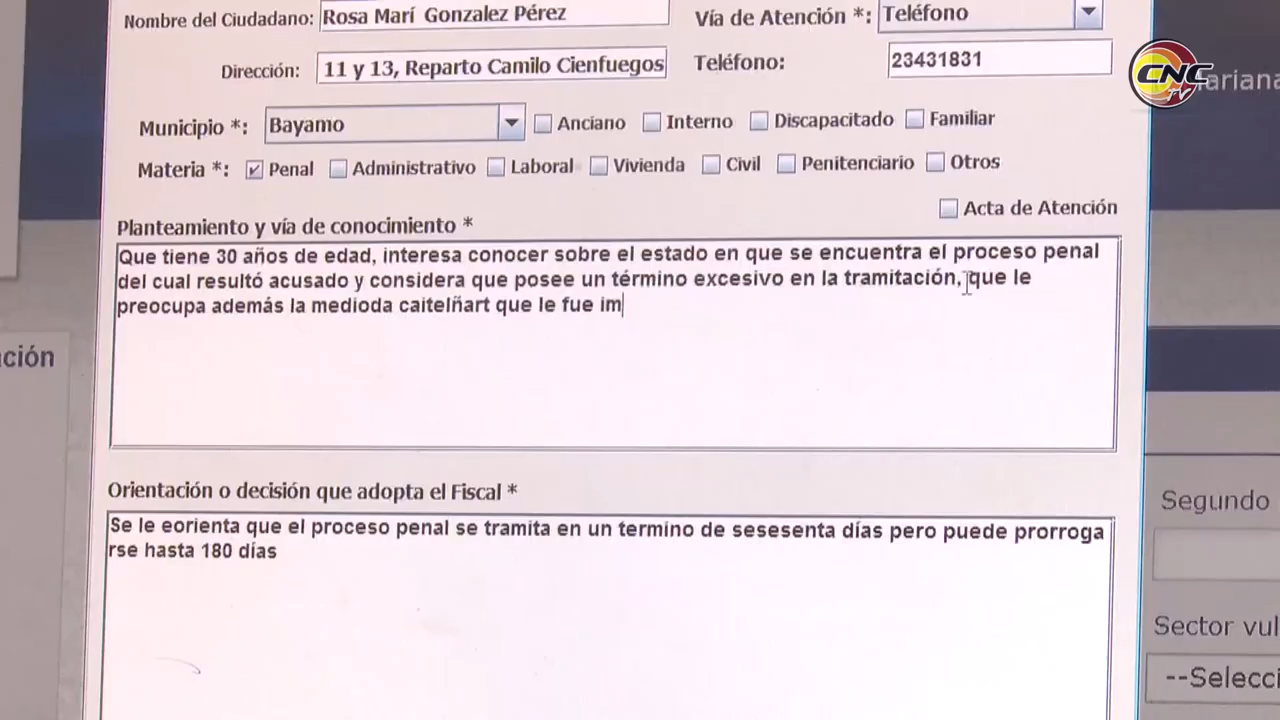 Nombre del Ciudadano: Rosa Marí Gonzalez Pérez Vía de Atención *: Teléfono
Dirección: 11 y 13, Reparto Camilo Cienfuegos Teléfono: 23431831
CNC TV
ariana
Municipio *: Bayamo Anciano Interno Discapacitado Familiar
Materia *: Penal Administrativo Laboral Vivienda Civil Penitenciario Otros
Acta de Atención
Planteamiento y vía de conocimiento *
Que tiene 30 años de edad, interesa conocer sobre el estado en que se encuentra el proceso penal
del cual resultó acusado y considera que posee un término excesivo en la tramitación, que le
preocupa además la medioda caitelñart que le fue im
ación
Orientación o decisión que adopta el Fiscal *
Se le eorienta que el proceso penal se tramita en un termino de sesesenta días pero puede prorroga
rse hasta 180 días
Segundo
Sector vul
--Selecci